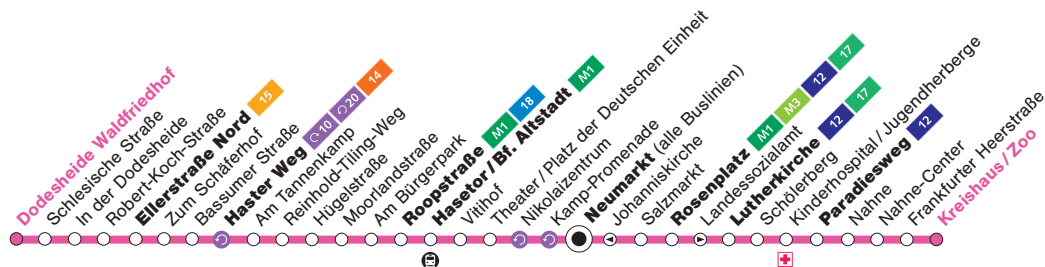 Dodesheide Waldfriedhof
Schlesische Straße
In der Dodesheide
Robert-Koch-Straße
Ellerstraße Nord 15
Zum Schäferhof
Bassumer Straße
Haster Weg 10 20 14
Am Tannenkamp
Reinhold-Tiling-Weg
Hügelstraße
Moorlandstraße
Am Bürgerpark
Roopstraße M1 18
Hasetor / Bf. Altstadt M1
Vitihof
Theater / Platz der Deutschen Einheit
Nikolaizentrum
Kamp-Promenade
Neumarkt (alle Buslinien)
Johanniskirche
Salzmarkt
Rosenplatz M1 M3 12 17
Landessozialamt
Lutherkirche 12 17
Schölerberg
Kinderhospital / Jugendherberge
Paradiesweg 12
Nahne
Nahne-Center
Frankfurter Heerstraße
Kreishaus / Zoo